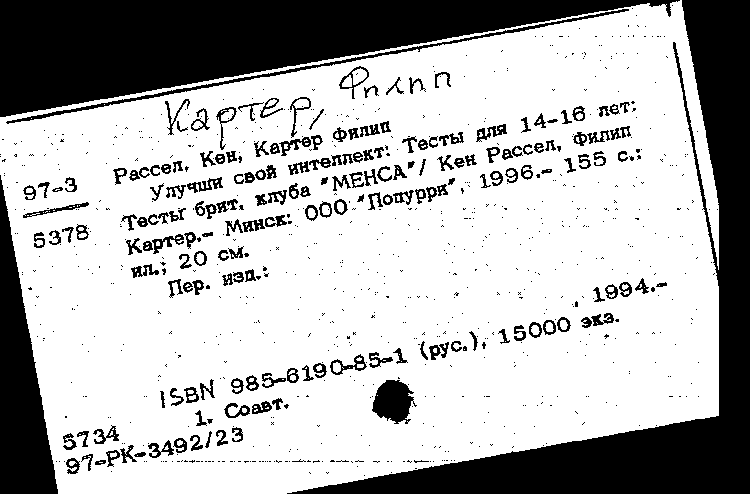 Картер, Филип
97-3
5378
Рассел, Кен, Картер Филип
Улучши свой интеллект: Тесты для 14-16 лет:
Тесты брит. клуба "МЕНСА"/ Кен Рассел, Филип
Картер.- Минск: ООО "Попурри", 1996.- 155 с.:
ил.; 20 см.
Пер. изд.:
, 1994.-
ISBN 985-6190-85-1 (рус.), 15000 экз.
1. Соавт.
5734
97-РК-3492/23